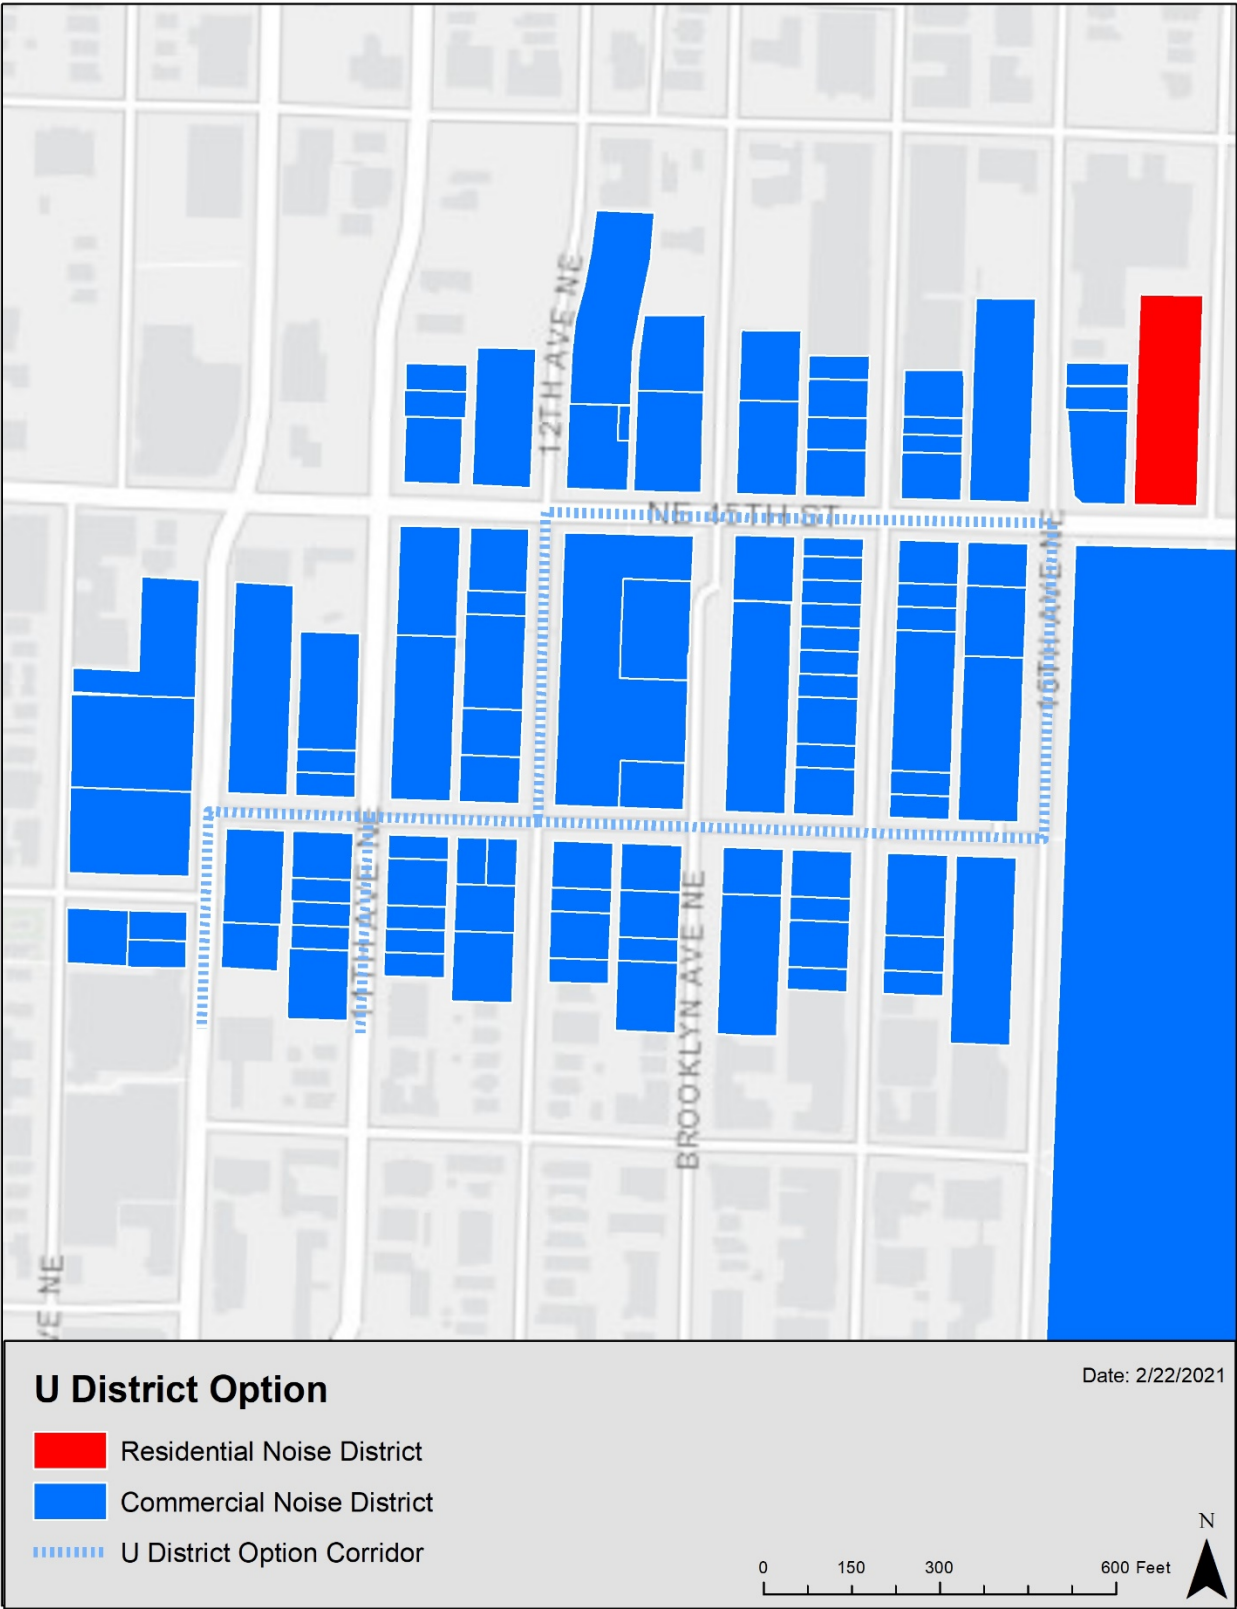 12TH AVE NE
NE 45TH ST
15TH AVE NE
11TH AVE NE
BROOKLYN AVE NE
VE NE
U District Option
Date: 2/22/2021
Residential Noise District
Commercial Noise District
U District Option Corridor
N
0 150 300 600 Feet